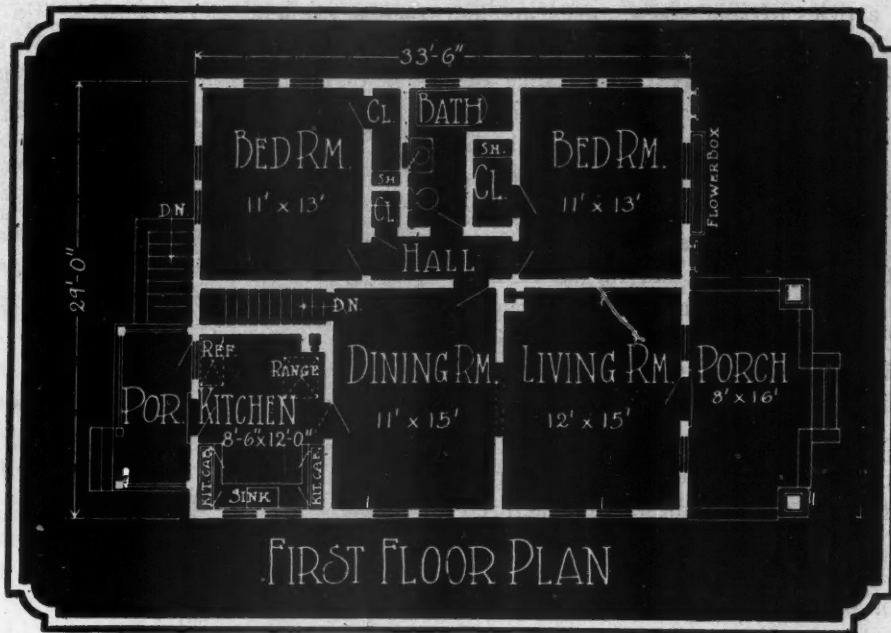 33'-6"
BED RM.
11' x 13'
CL.
BATH
SH.
CL.
SH.
CL.
BED RM.
11' x 13'
FLOWER BOX
DN.
29'-0"
HALL
DN.
REF.
RANGE
POR.
KITCHEN
8'-6"x12'-0"
KIT. CAB.
SINK
KIT. CAB.
DINING RM.
11' x 15'
LIVING RM.
12' x 15'
PORCH
8' x 16'
FIRST FLOOR PLAN